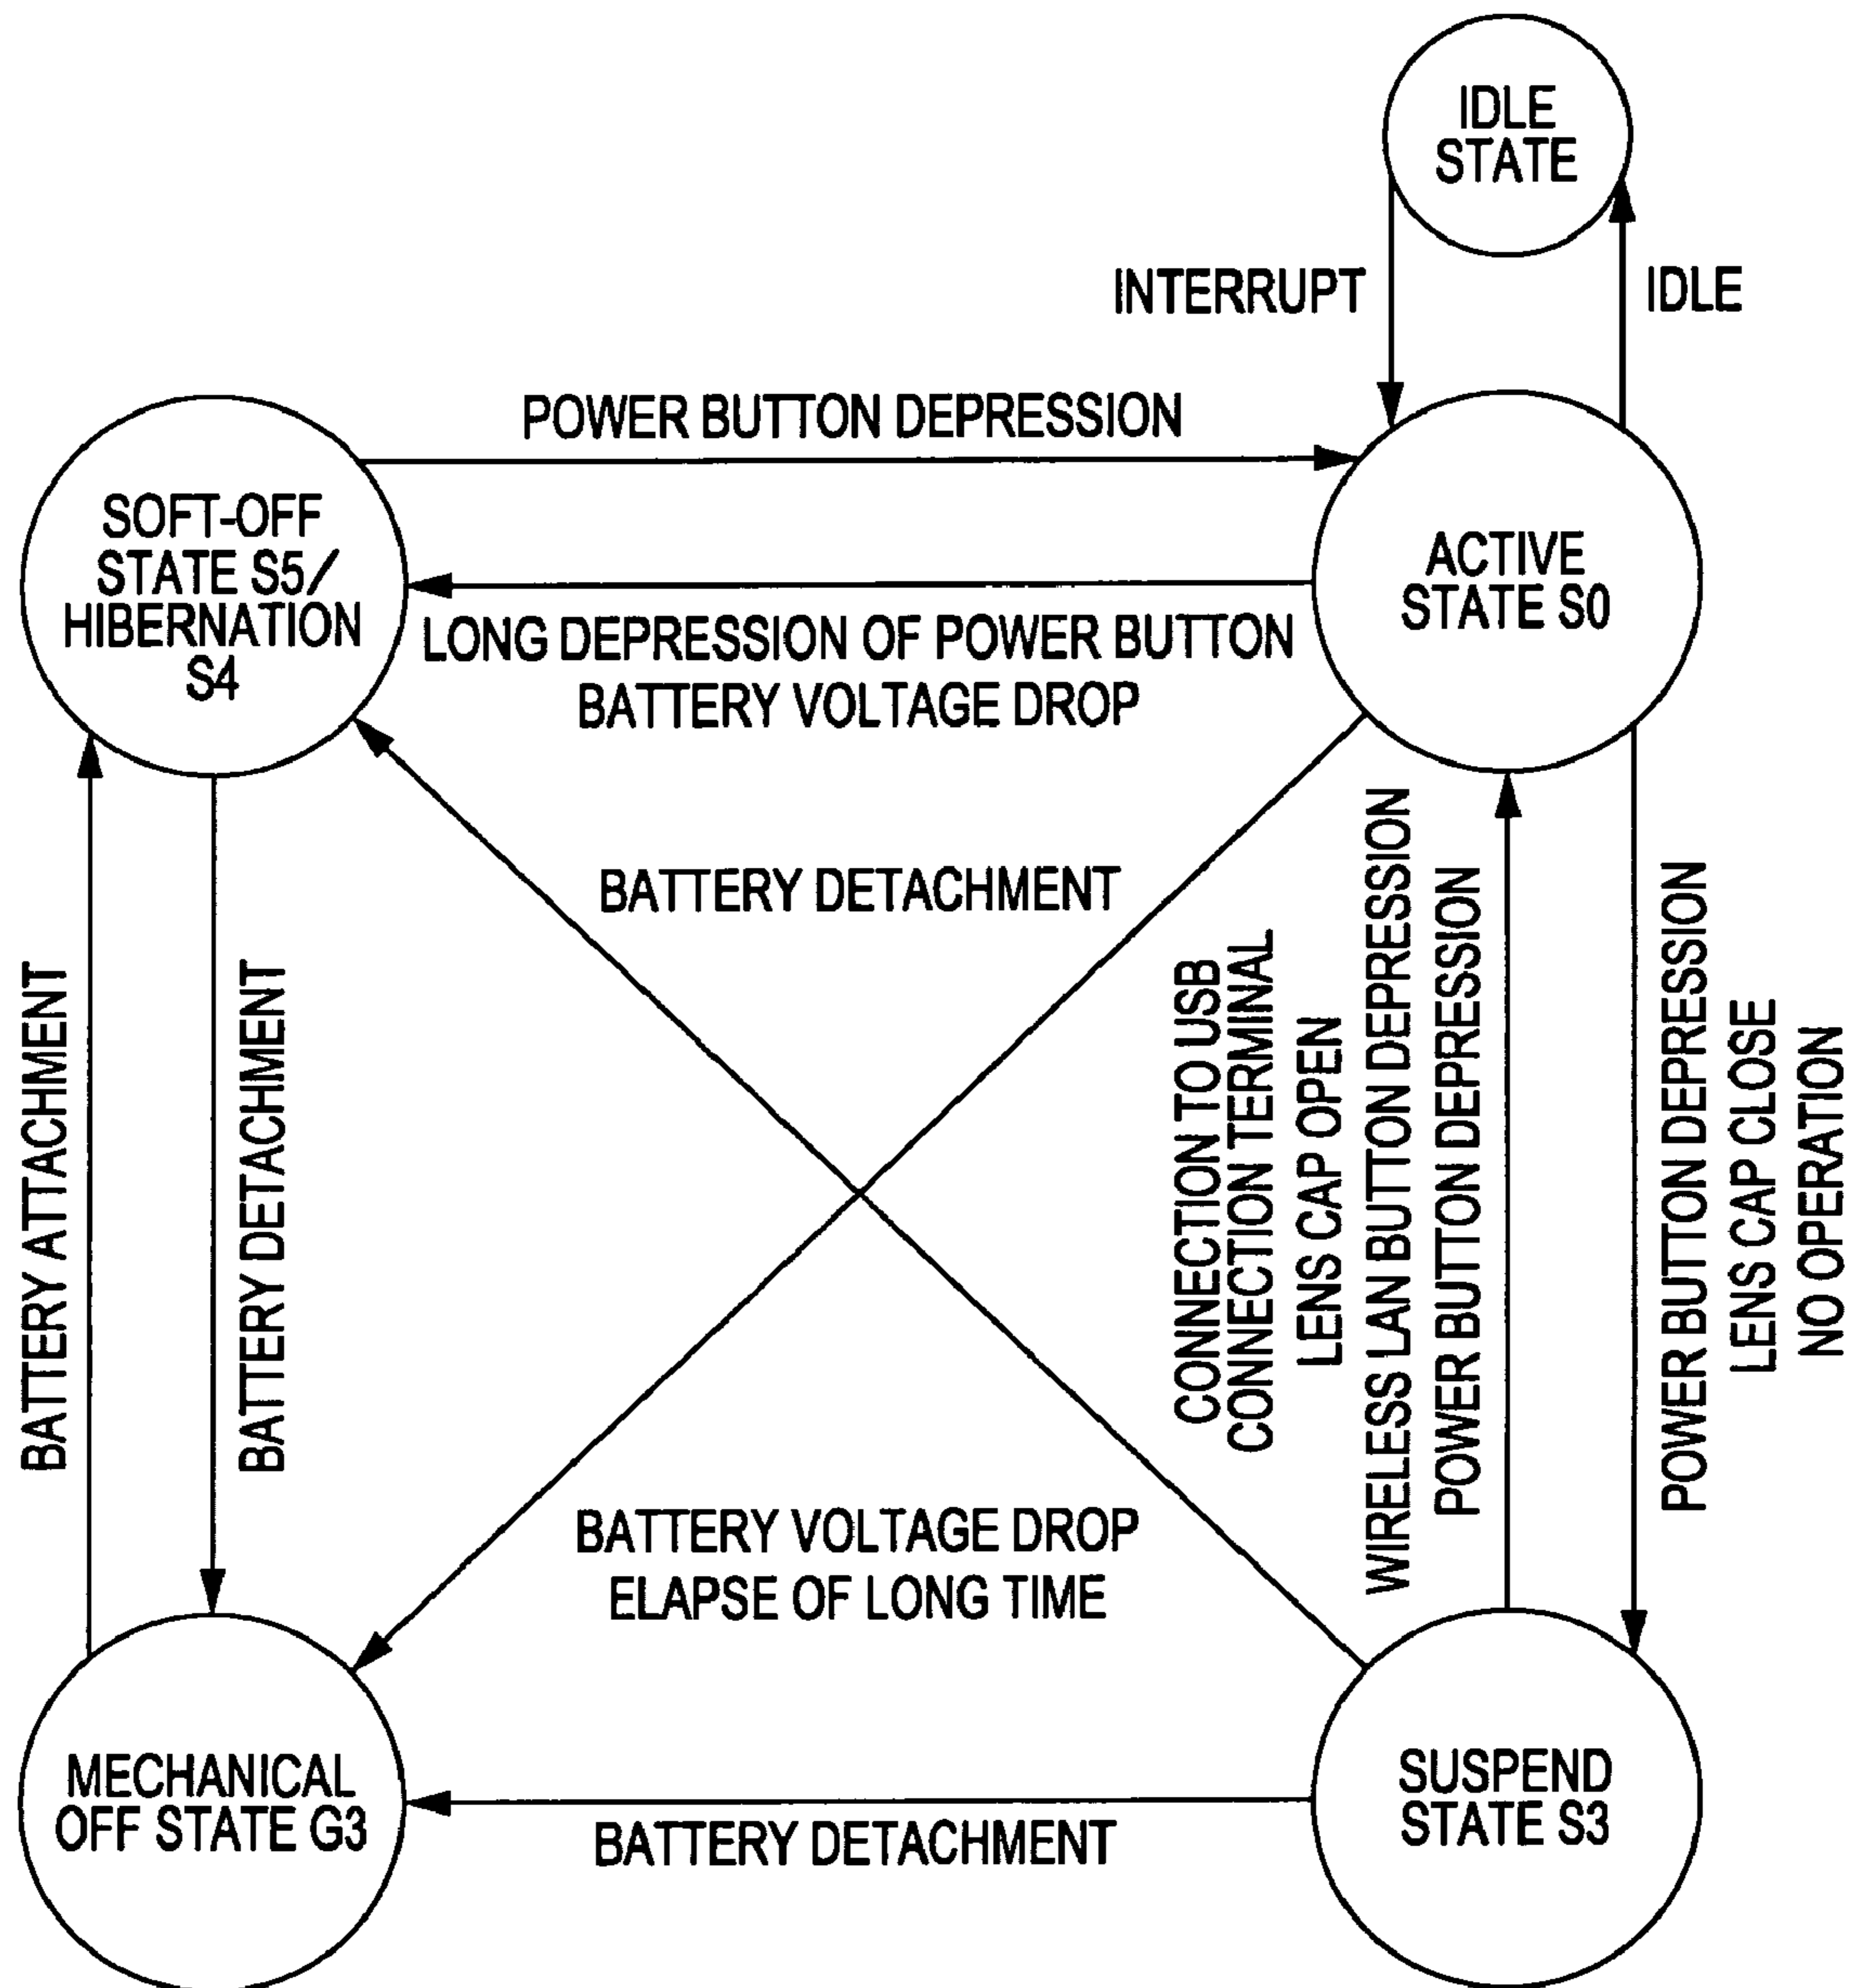 IDLE
STATE
INTERRUPT
IDLE
POWER BUTTON DEPRESSION
SOFT-OFF
STATE S5/
HIBERNATION
S4
ACTIVE
STATE S0
LONG DEPRESSION OF POWER BUTTON
BATTERY VOLTAGE DROP
BATTERY DETACHMENT
BATTERY ATTACHMENT
BATTERY DETACHMENT
CONNECTION TO USB
CONNECTION TERMINAL
LENS CAP OPEN
WIRELESS LAN BUTTON DEPRESSION
POWER BUTTON DEPRESSION
POWER BUTTON DEPRESSION
LENS CAP CLOSE
NO OPERATION
BATTERY VOLTAGE DROP
ELAPSE OF LONG TIME
MECHANICAL
OFF STATE G3
BATTERY DETACHMENT
SUSPEND
STATE S3